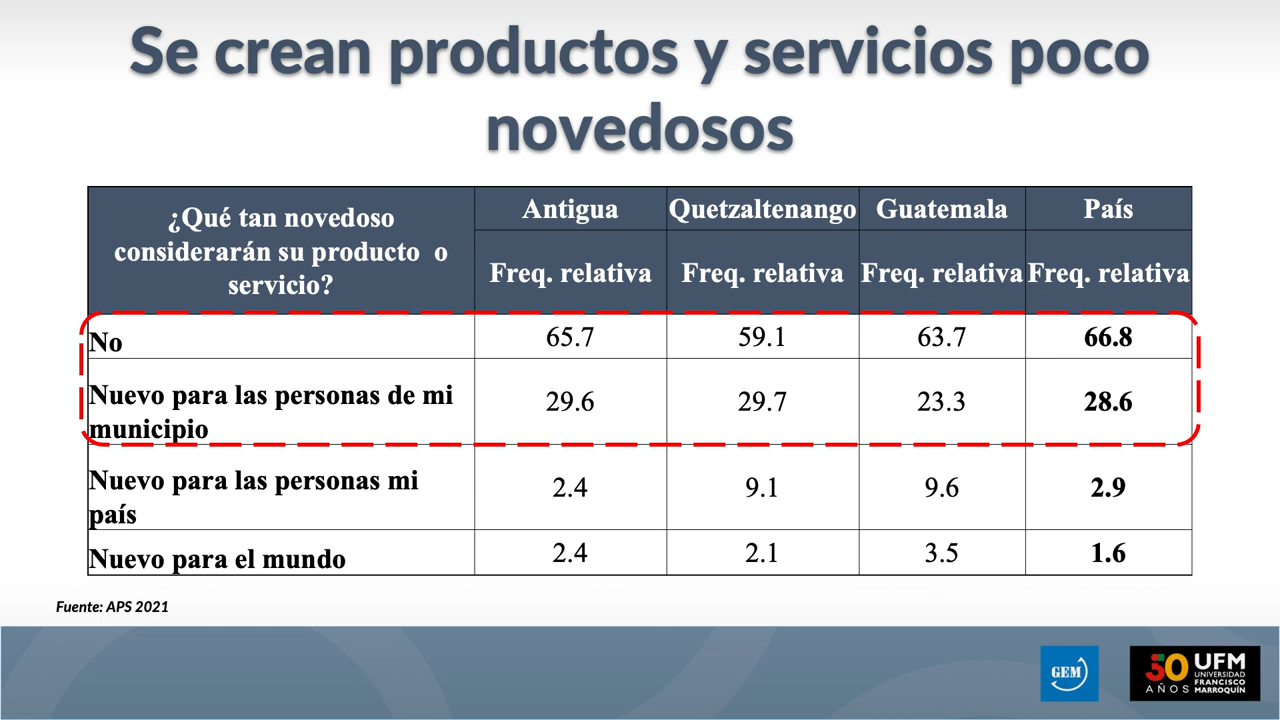 Se crean productos y servicios poco
novedosos
¿Qué tan novedoso
considerarán su producto o
servicio?
Antigua
Quetzaltenango
Guatemala
País
Freq. relativa
Freq. relativa
Freq. relativa
Freq. relativa
No
65.7
59.1
63.7
66.8
Nuevo para las personas de mi
municipio
29.6
29.7
23.3
28.6
Nuevo para las personas mi
país
2.4
9.1
9.6
2.9
Nuevo para el mundo
2.4
2.1
3.5
1.6
Fuente: APS 2021
GEM
50
AÑOS
UFM
UNIVERSIDAD
FRANCISCO
MARROQUÍN